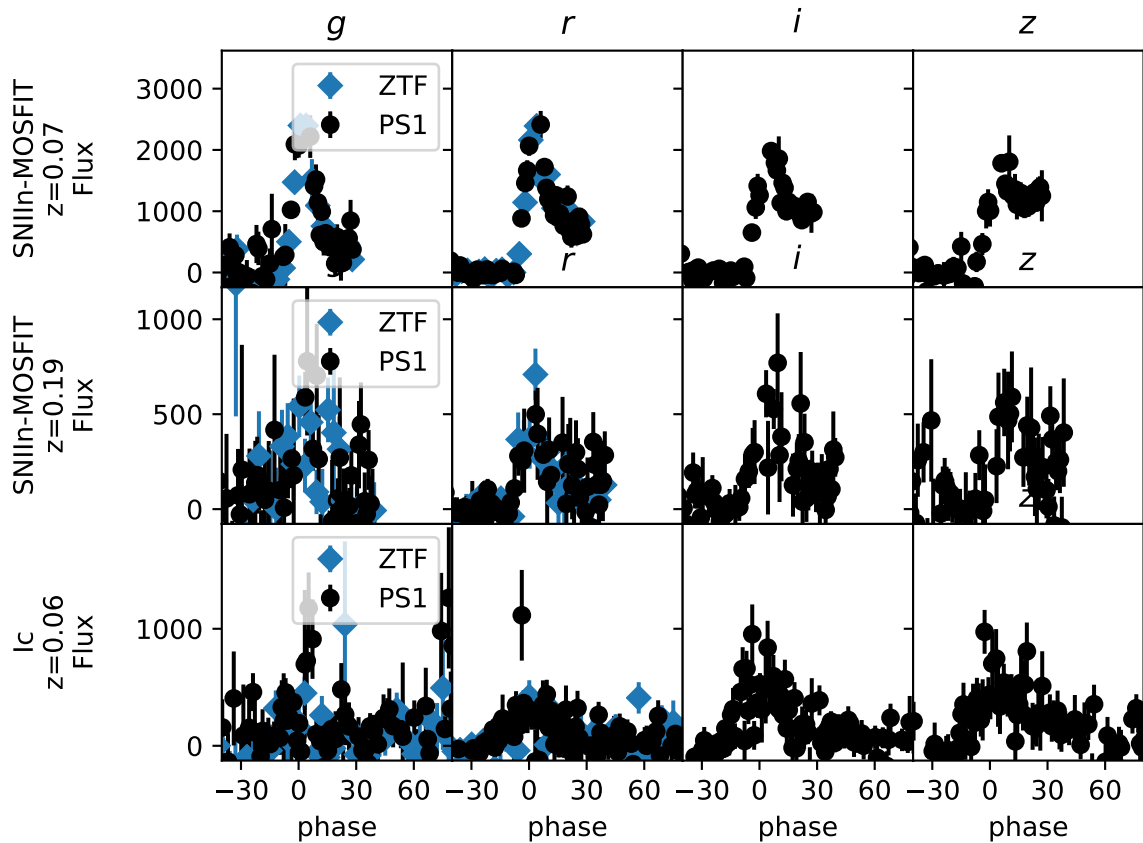 g r i z
SNIIn-MOSFIT
z=0.07
Flux
3000
2000
1000
0
ZTF
PS1
r i z
SNIIn-MOSFIT
z=0.19
Flux
1000
500
0
ZTF
PS1
z
Ic
z=0.06
Flux
1000
0
ZTF
PS1
−30 0 30 60 −30 0 30 60 −30 0 30 60 −30 0 30 60
phase phase phase phase